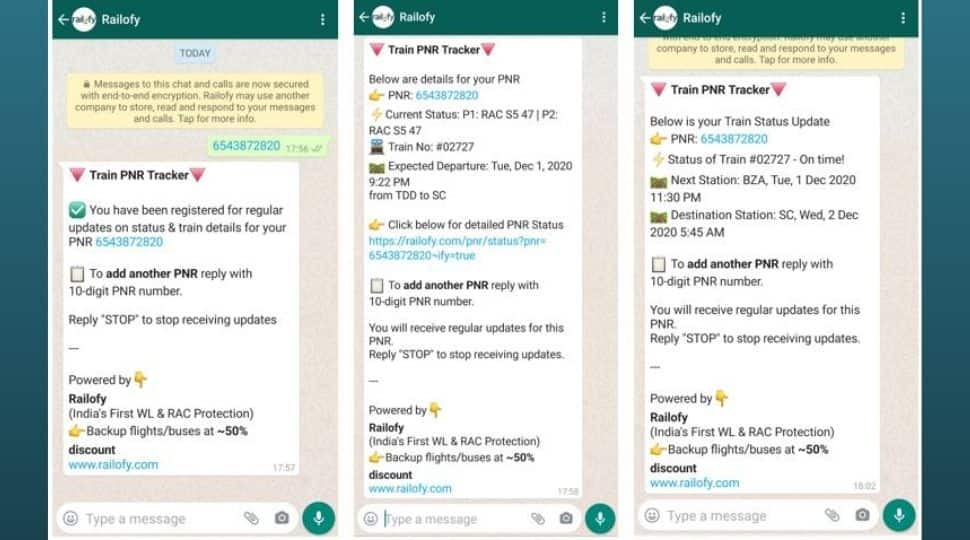 railofy Railofy
TODAY
Messages to this chat and calls are now secured
with end-to-end encryption. Railofy may use another
company to store, read and respond to your messages
and calls. Tap for more info.
6543872820 17:56
Train PNR Tracker
You have been registered for regular
updates on status & train details for your
PNR 6543872820
To add another PNR reply with
10-digit PNR number.
Reply "STOP" to stop receiving updates
---
Powered by
Railofy
(India's First WL & RAC Protection)
Backup flights/buses at ~50%
discount
www.railofy.com
17:57
Type a message
railofy Railofy
Train PNR Tracker
Below are details for your PNR
PNR: 6543872820
Current Status: P1: RAC S5 47 | P2:
RAC S5 47
Train No: #02727
Expected Departure: Tue, Dec 1, 2020
9:22 PM
from TDD to SC
Click below for detailed PNR Status
https://railofy.com/pnr/status?pnr=
6543872820~ify=true
To add another PNR reply with
10-digit PNR number.
You will receive regular updates for this
PNR.
Reply "STOP" to stop receiving updates.
---
Powered by
Railofy
(India's First WL & RAC Protection)
Backup flights/buses at ~50%
discount
www.railofy.com
17:58
Type a message
railofy Railofy
with end-to-end encryption. Railofy may use another
company to store, read and respond to your messages
and calls. Tap for more info.
Train PNR Tracker
Below is your Train Status Update
PNR: 6543872820
Status of Train #02727 - On time!
Next Station: BZA, Tue, 1 Dec 2020
11:30 PM
Destination Station: SC, Wed, 2 Dec
2020 5:45 AM
To add another PNR reply with
10-digit PNR number.
You will receive regular updates for this
PNR.
Reply "STOP" to stop receiving updates.
---
Powered by
Railofy
(India's First WL & RAC Protection)
Backup flights/buses at ~50%
discount
www.railofy.com
18:02
Type a message